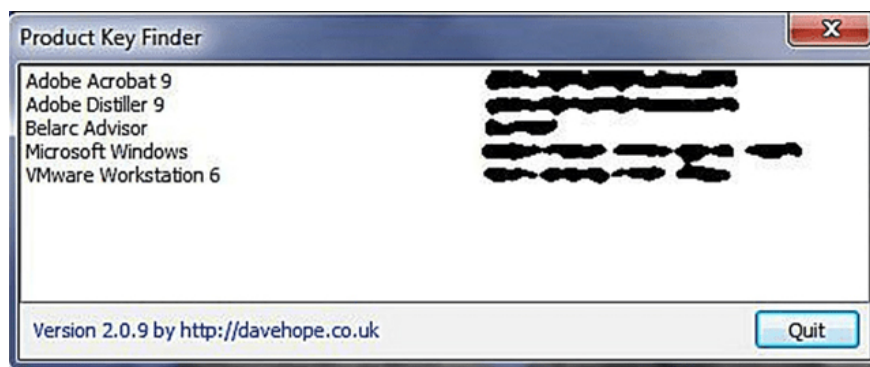 Product Key Finder
Adobe Acrobat 9
Adobe Distiller 9
Belarc Advisor
Microsoft Windows
VMware Workstation 6
Version 2.0.9 by http://davehope.co.uk
Quit